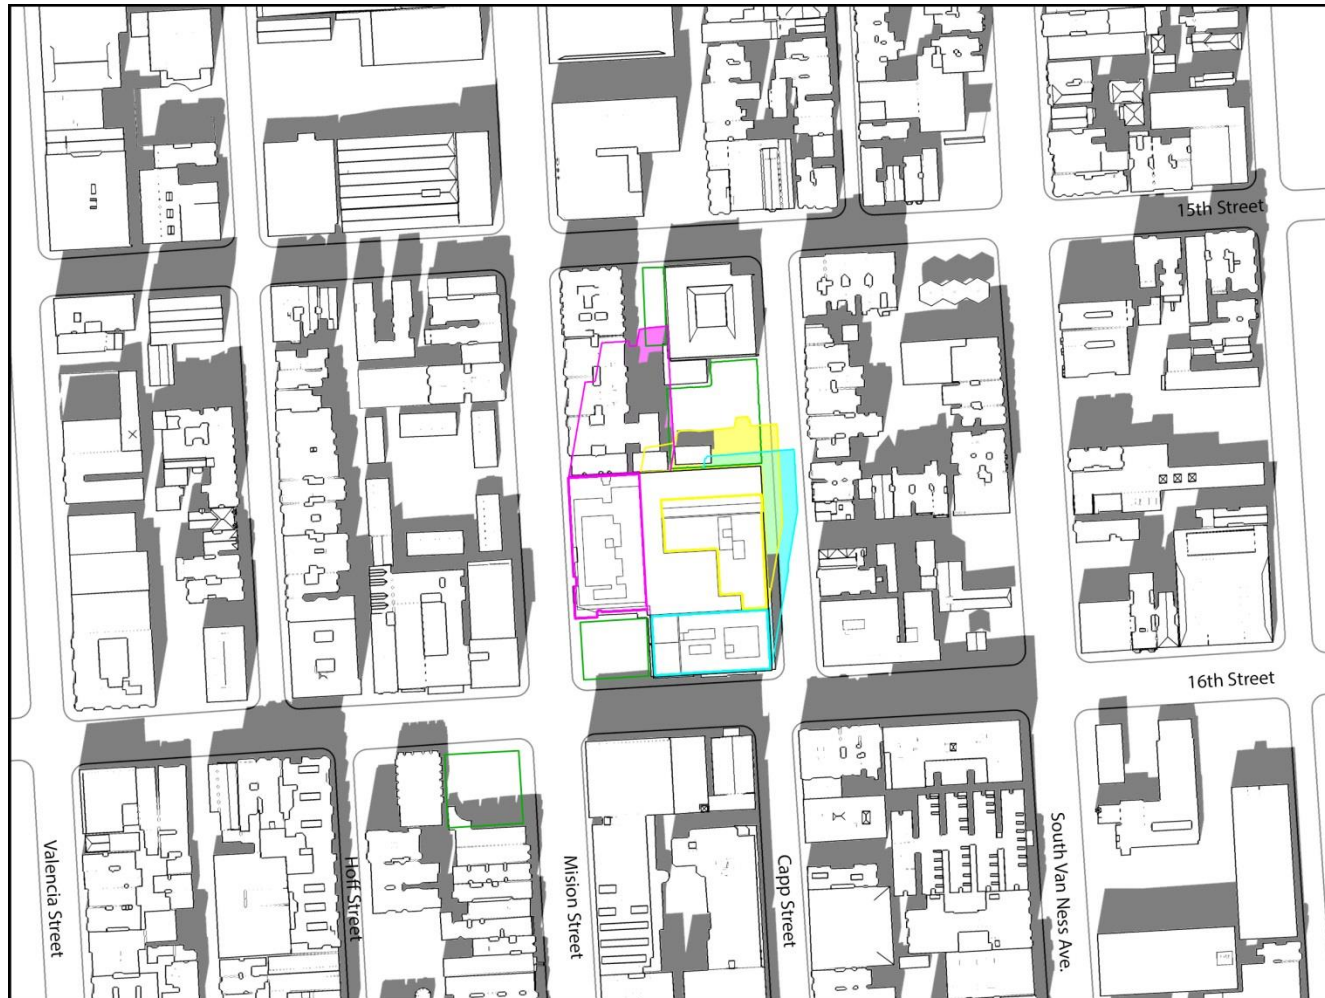 15th Street
16th Street
Valencia Street
Hoff Street
Mision Street
Capp Street
South Van Ness Ave.